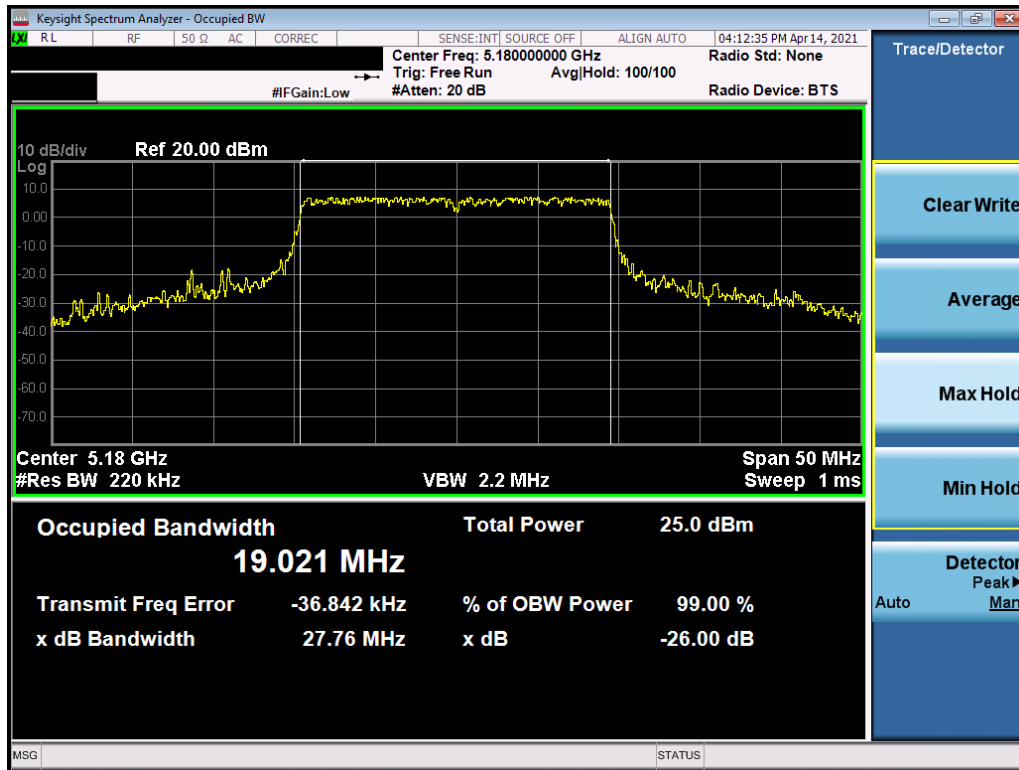 Keysight Spectrum Analyzer - Occupied BW
LXI RL RF 50 Ω AC CORREC SENSE:INT SOURCE OFF ALIGN AUTO 04:12:35 PM Apr 14, 2021
Center Freq: 5.180000000 GHz Radio Std: None
Trig: Free Run Avg|Hold: 100/100
#IFGain:Low #Atten: 20 dB Radio Device: BTS
Trace/Detector
10 dB/div Ref 20.00 dBm
Log
10.0
0.00
-10.0
-20.0
-30.0
-40.0
-50.0
-60.0
-70.0
Center 5.18 GHz Span 50 MHz
#Res BW 220 kHz VBW 2.2 MHz Sweep 1 ms
Occupied Bandwidth Total Power 25.0 dBm
19.021 MHz
Transmit Freq Error -36.842 kHz % of OBW Power 99.00 %
x dB Bandwidth 27.76 MHz x dB -26.00 dB
Clear Write
Average
Max Hold
Min Hold
Detector
Peak▶
Auto Man
MSG STATUS